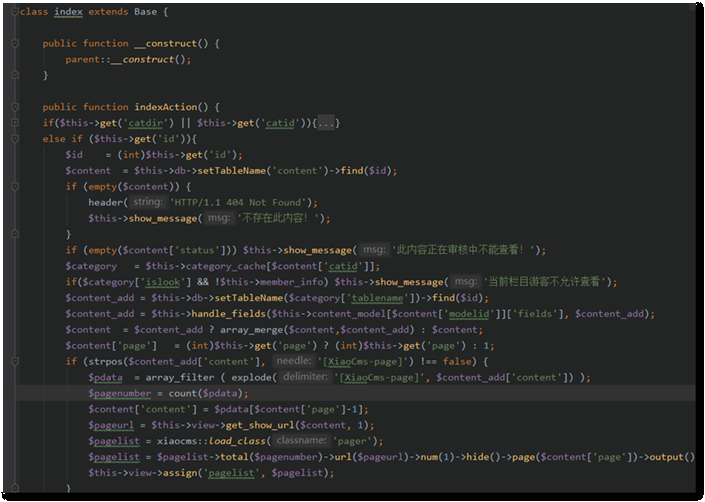 class index extends Base {
public function __construct() {
parent::__construct();
}
public function indexAction() {
if($this->get('catdir') || $this->get('catid')){...}
else if ($this->get('id')){
$id    = (int)$this->get('id');
$content  = $this->db->setTableName('content')->find($id);
if (empty($content)) {
header( string: 'HTTP/1.1 404 Not Found');
$this->show_message( msg: '不存在此内容！');
}
if (empty($content['status'])) $this->show_message( msg: '此内容正在审核中不能查看！');
$category   = $this->category_cache[$content['catid']];
if($category['islook'] && !$this->member_info) $this->show_message( msg: '当前栏目游客不允许查看');
$content_add = $this->db->setTableName($category['tablename'])->find($id);
$content_add = $this->handle_fields($this->content_model[$content['modelid']]['fields'], $content_add);
$content  = $content_add ? array_merge($content,$content_add) : $content;
$content['page']   = (int)$this->get('page') ? (int)$this->get('page') : 1;
if (strpos($content_add['content'], needle: '[XiaoCms-page]') !== false) {
$pdata  = array_filter ( explode( delimiter: '[XiaoCms-page]', $content_add['content']) );
$pagenumber = count($pdata);
$content['content'] = $pdata[$content['page']-1];
$pageurl = $this->view->get_show_url($content, 1);
$pagelist = xiaocms::load_class( classname: 'pager');
$pagelist = $pagelist->total($pagenumber)->url($pageurl)->num(1)->hide()->page($content['page'])->output()
$this->view->assign('pagelist', $pagelist);
}